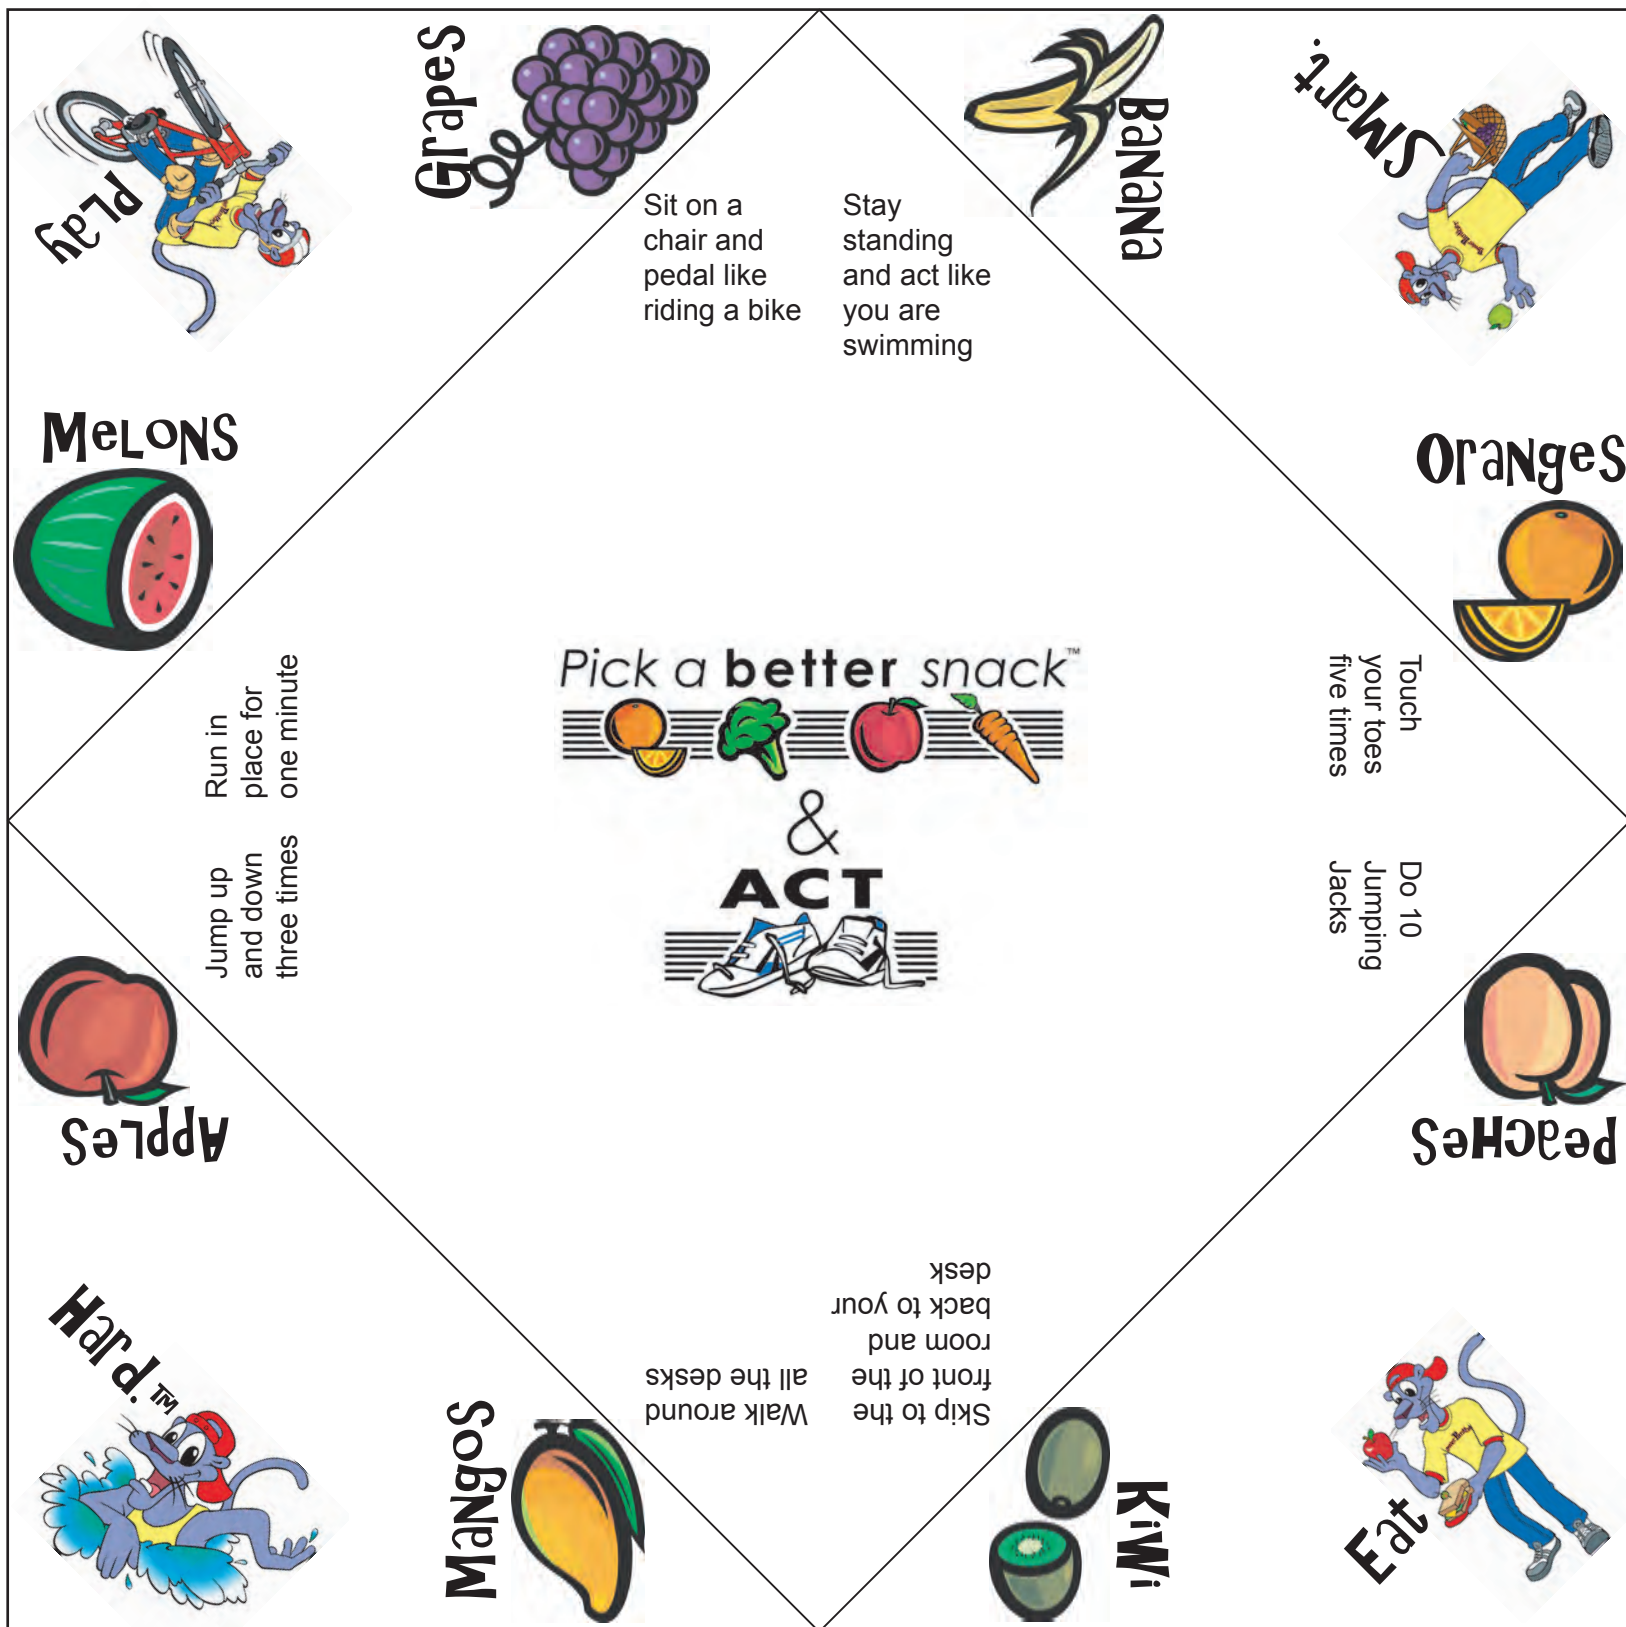 Play
Grapes
Banana
Smart.
Sit on a
chair and
pedal like
riding a bike
Stay
standing
and act like
you are
swimming
Melons
Oranges
Run in
place for
one minute
Touch
your toes
five times
Pick a better snack™
&
ACT
Jump up
and down
three times
Do 10
Jumping
Jacks
Apples
Peaches
Hard.™
Mangos
Walk around
all the desks
Skip to the
front of the
room and
back to your
desk
Kiwi
Eat